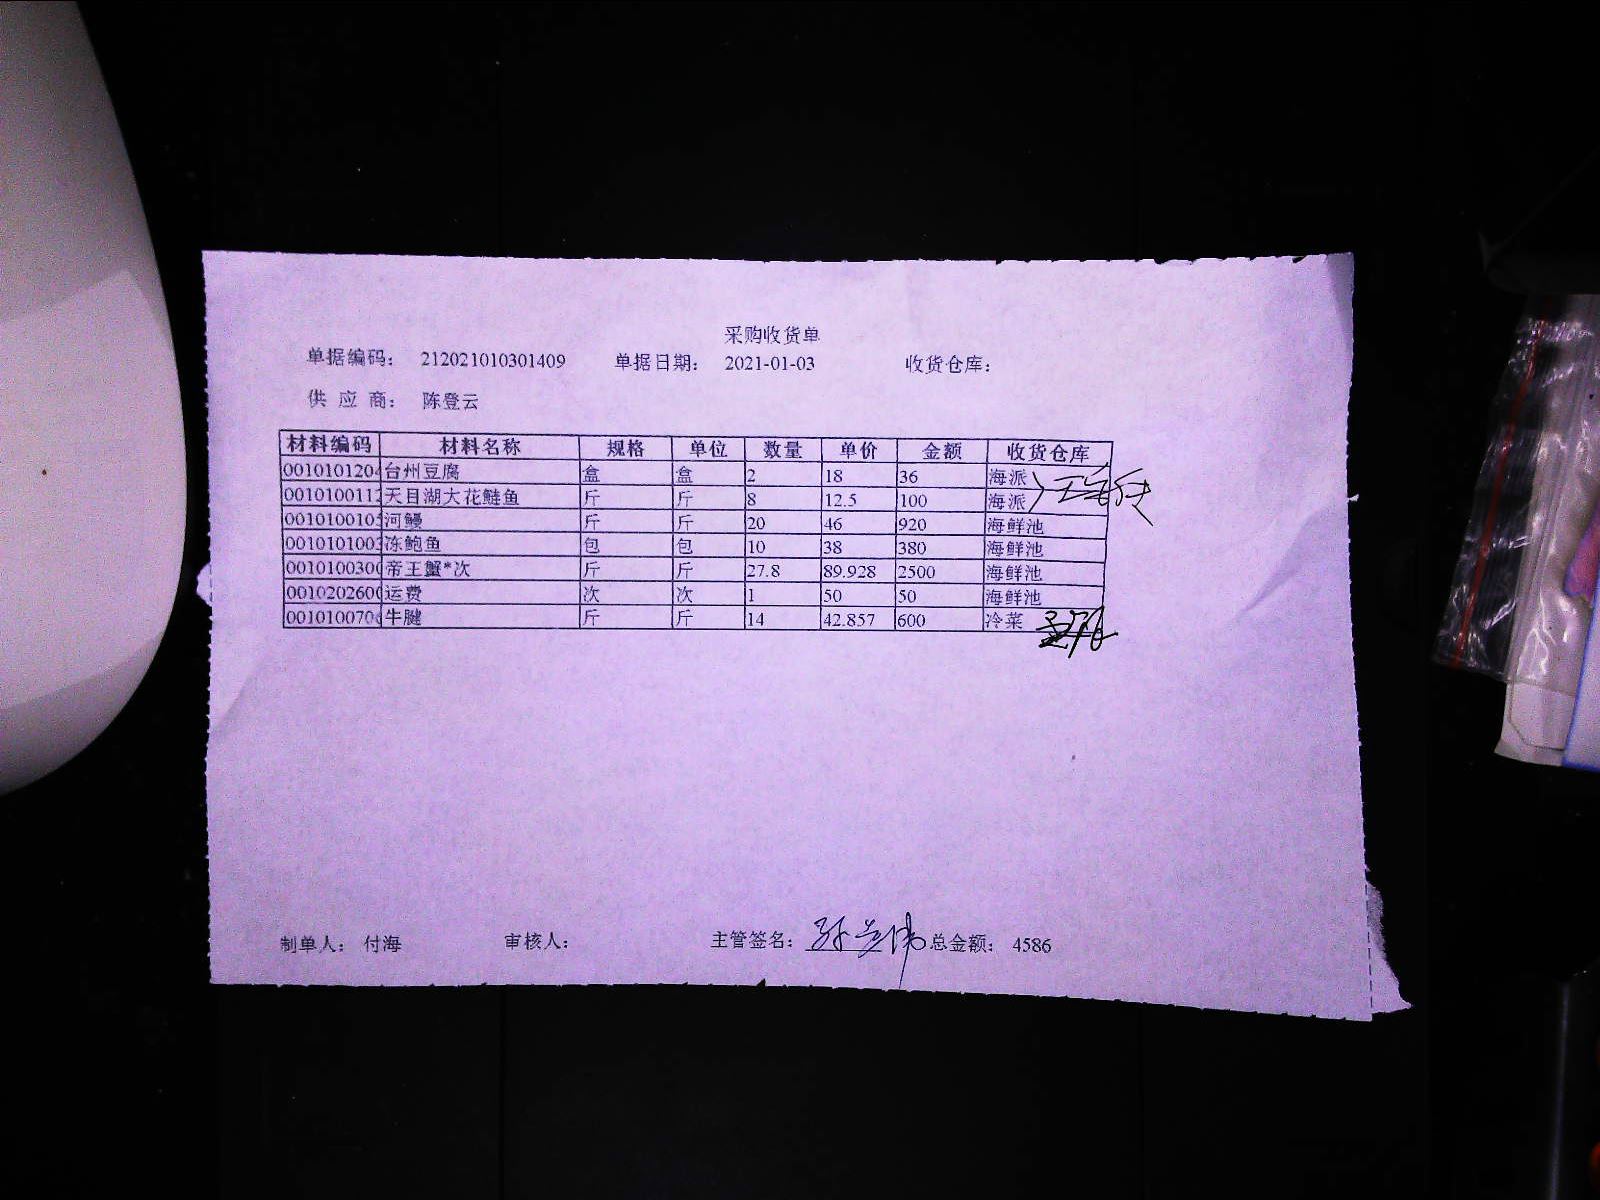 采购收货单
单据编码： 212021010301409 单据日期： 2021-01-03 收货仓库：
供 应 商： 陈登云
材料编码 材料名称 规格 单位 数量 单价 金额 收货仓库
0010101204 台州豆腐 盒 盒 2 18 36 海派
0010100112 天目湖大花鲢鱼 斤 斤 8 12.5 100 海派
001010010 河鳗 斤 斤 20 46 920 海鲜池
001010100 冻鲍鱼 包 包 10 38 380 海鲜池
001010030 帝王蟹*次 斤 斤 27.8 89.928 2500 海鲜池
001020260 运费 次 次 1 50 50 海鲜池
001010070 牛腱 斤 斤 14 42.857 600 冷菜
制单人： 付海 审核人： 主管签名： 总金额： 4586